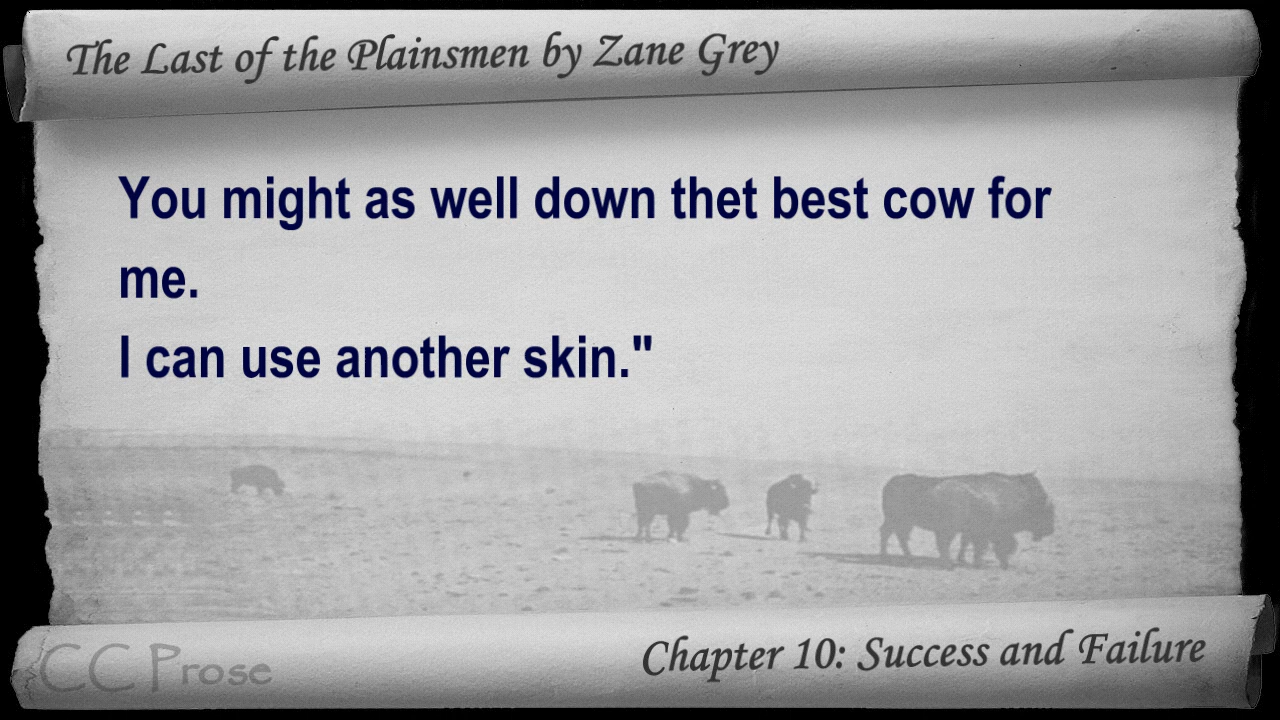 The Last of the Plainsmen by Zane Grey
You might as well down thet best cow for
me.
I can use another skin."
CC Prose
Chapter 10: Success and Failure